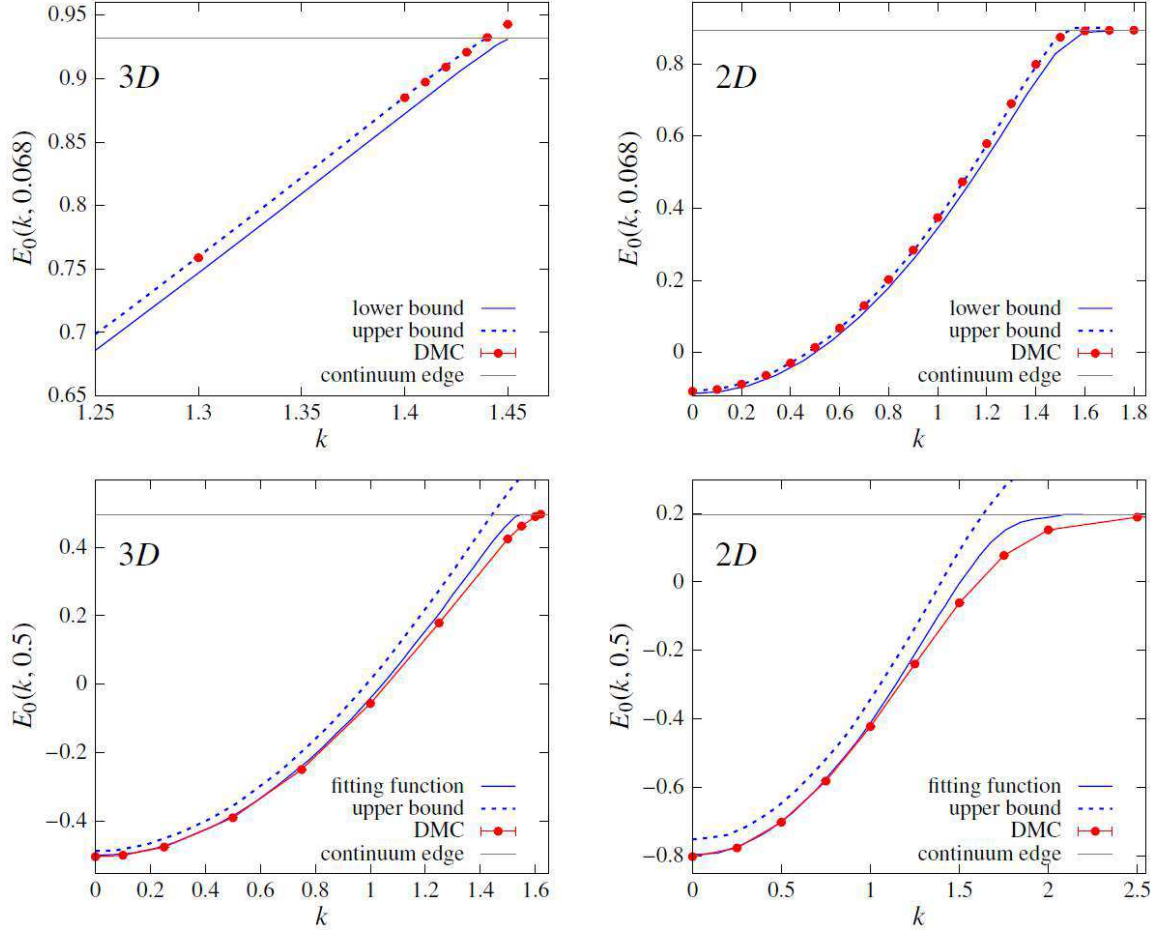 0.95
0.9
0.85
0.8
0.75
0.7
0.65
E₀(k, 0.068)
3D
lower bound
upper bound
DMC
continuum edge
1.25 1.3 1.35 1.4 1.45
k
0.8
0.6
0.4
0.2
0
E₀(k, 0.068)
2D
lower bound
upper bound
DMC
continuum edge
0 0.2 0.4 0.6 0.8 1 1.2 1.4 1.6 1.8
k
0.4
0.2
0
−0.2
−0.4
E₀(k, 0.5)
3D
fitting function
upper bound
DMC
continuum edge
0 0.2 0.4 0.6 0.8 1.0 1.2 1.4 1.6
k
0.2
0
−0.2
−0.4
−0.6
−0.8
E₀(k, 0.5)
2D
fitting function
upper bound
DMC
continuum edge
0 0.5 1 1.5 2 2.5
k